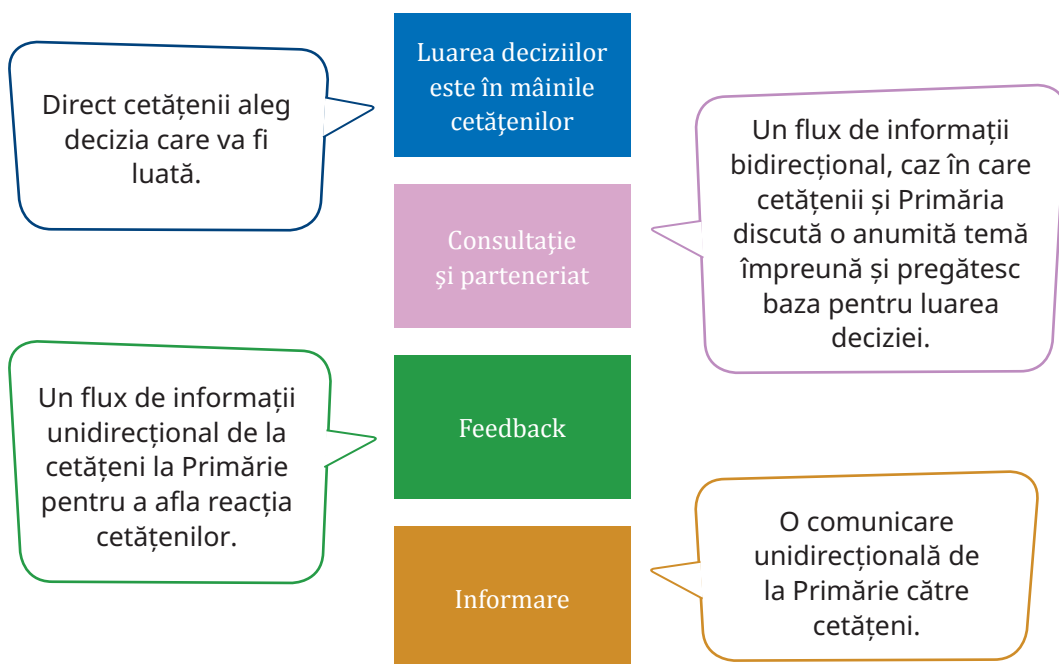 Luarea deciziilor
este în mâinile
cetățenilor
Direct cetățenii aleg
decizia care va fi
luată.
Consultație
și parteneriat
Un flux de informații
bidirecțional, caz în care
cetățenii și Primăria
discută o anumită temă
împreună și pregătesc
baza pentru luarea
deciziei.
Feedback
Un flux de informații
unidirecțional de la
cetățeni la Primărie
pentru a afla reacția
cetățenilor.
Informare
O comunicare
unidirecțională de
la Primărie către
cetățeni.